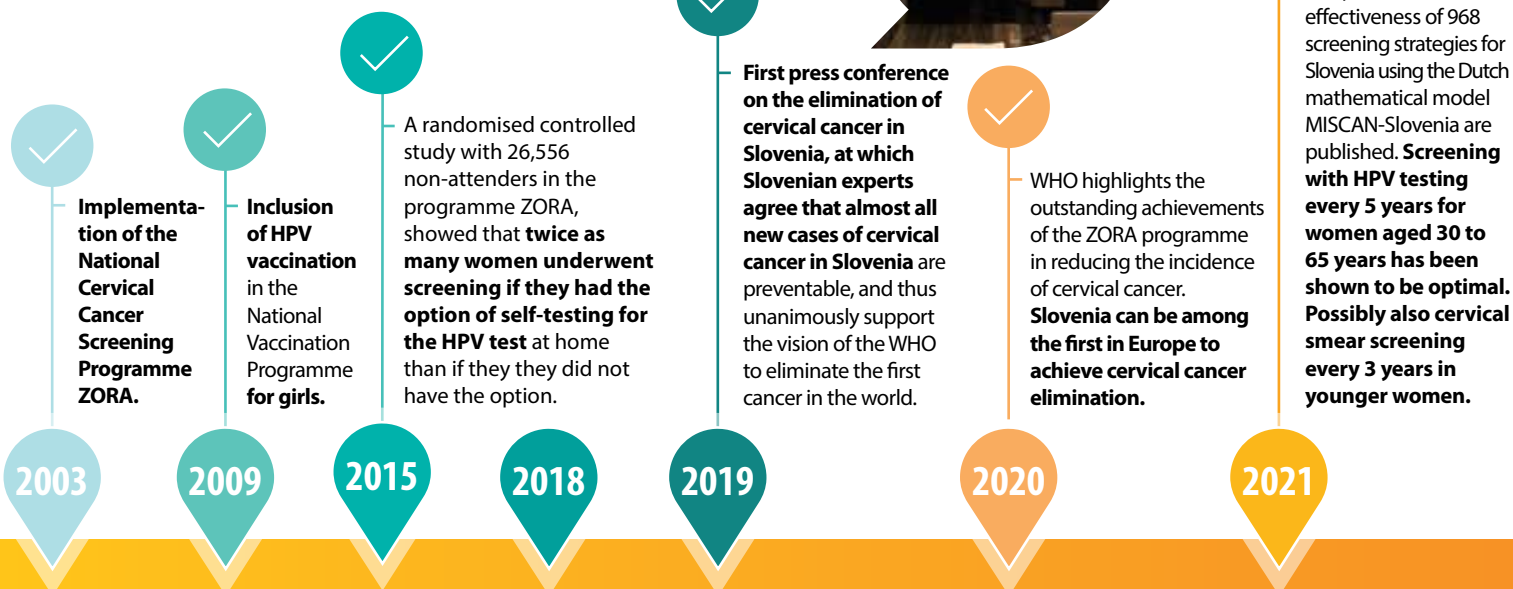 Implementa-
tion of the
National
Cervical
Cancer
Screening
Programme
ZORA.
2003
Inclusion
of HPV
vaccination
in the
National
Vaccination
Programme
for girls.
2009
A randomised controlled
study with 26,556
non-attenders in the
programme ZORA,
showed that twice as
many women underwent
screening if they had the
option of self-testing for
the HPV test at home
than if they they did not
have the option.
2015
2018
First press conference
on the elimination of
cervical cancer in
Slovenia, at which
Slovenian experts
agree that almost all
new cases of cervical
cancer in Slovenia are
preventable, and thus
unanimously support
the vision of the WHO
to eliminate the first
cancer in the world.
2019
WHO highlights the
outstanding achievements
of the ZORA programme
in reducing the incidence
of cervical cancer.
Slovenia can be among
the first in Europe to
achieve cervical cancer
elimination.
2020
effectiveness of 968
screening strategies for
Slovenia using the Dutch
mathematical model
MISCAN-Slovenia are
published. Screening
with HPV testing
every 5 years for
women aged 30 to
65 years has been
shown to be optimal.
Possibly also cervical
smear screening
every 3 years in
younger women.
2021